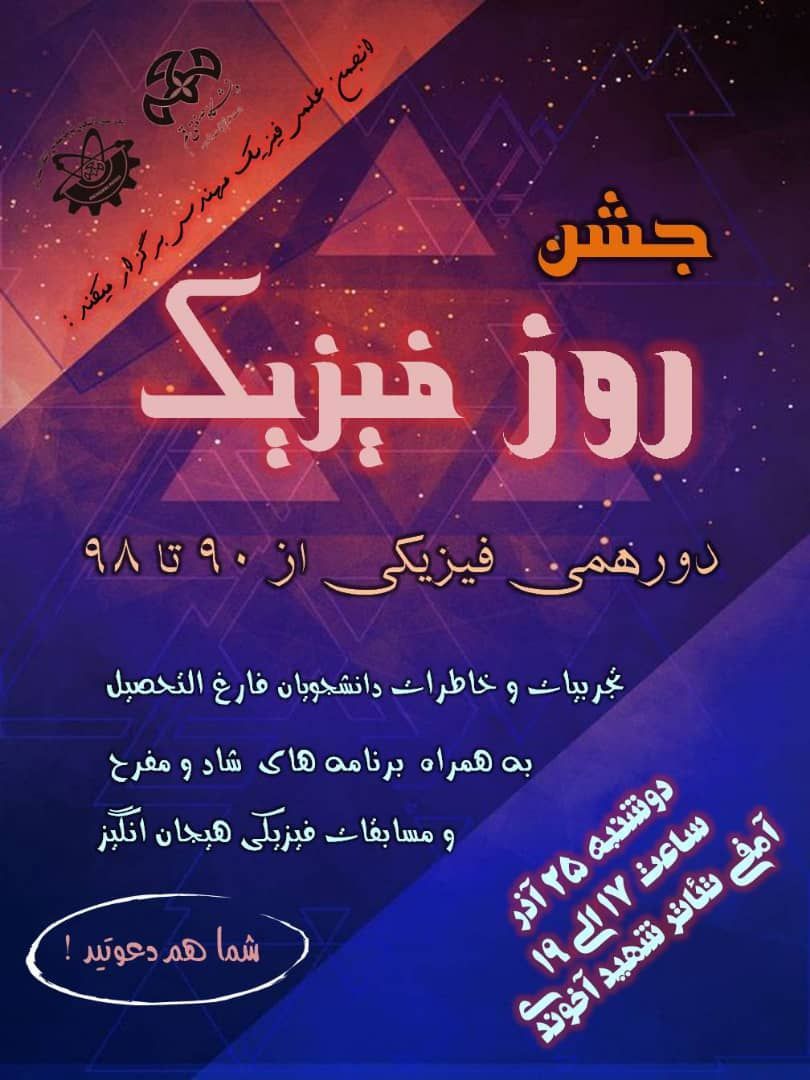 انجمن علمی فیزیک مهندسی برگزار میکند :
جشن
روز فیزیک
دورهمی فیزیکی از ۹۰ تا ۹۸
تجربیات و خاطرات دانشجویان فارغ التحصیل
به همراه برنامه های شاد و مفرح
و مسابقات فیزیکی هیجان انگیز
دوشنبه ۲۵ آذر
ساعت ۱۷ الی ۱۹
آمفی تئاتر شهید آخوندی
شما هم دعوتید !